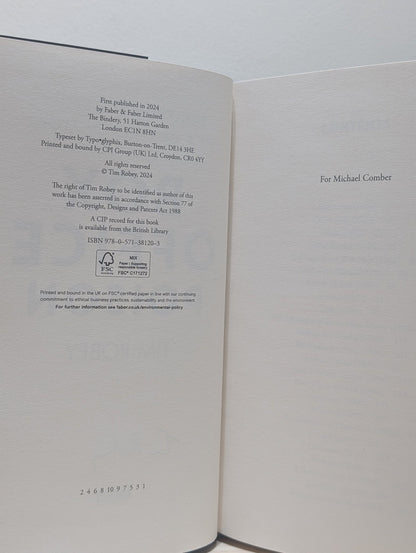 First published in 2024
by Faber & Faber Limited
The Bindery, 51 Hatton Garden
London EC1N 8HN
Typeset by Typo•glyphix, Burton-on-Trent, DE14 3HE
Printed and bound by CPI Group (UK) Ltd, Croydon, CR0 4YY
All rights reserved
© Tim Robey, 2024
The right of Tim Robey to be identified as author of this
work has been asserted in accordance with Section 77 of
the Copyright, Designs and Patents Act 1988
A CIP record for this book
is available from the British Library
ISBN 978–0–571–38120–3
FSC
www.fsc.org
MIX
Paper | Supporting
responsible forestry
FSC® C171272
Printed and bound in the UK on FSC® certified paper in line with our continuing
commitment to ethical business practices, sustainability and the environment.
For further information see faber.co.uk/environmental-policy
2 4 6 8 10 9 7 5 3 1
For Michael Comber